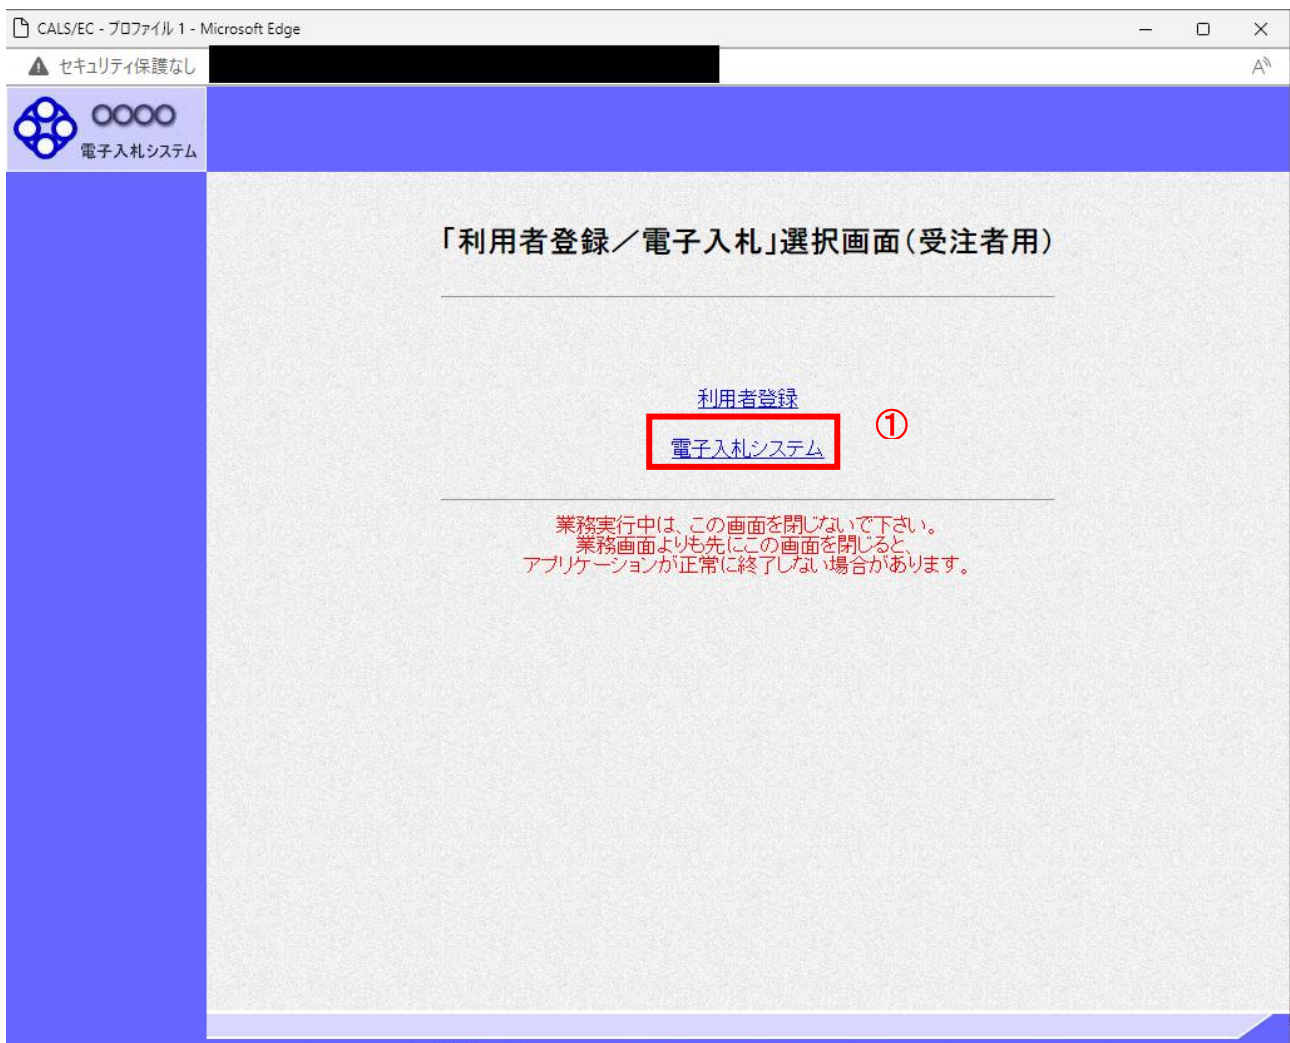 CALS/EC - プロファイル 1 - Microsoft Edge
セキュリティ保護なし
○○○○
電子入札システム
「利用者登録／電子入札」選択画面（受注者用）
利用者登録
①
電子入札システム
業務実行中は、この画面を閉じないで下さい。
業務画面よりも先にこの画面を閉じると、
アプリケーションが正常に終了しない場合があります。